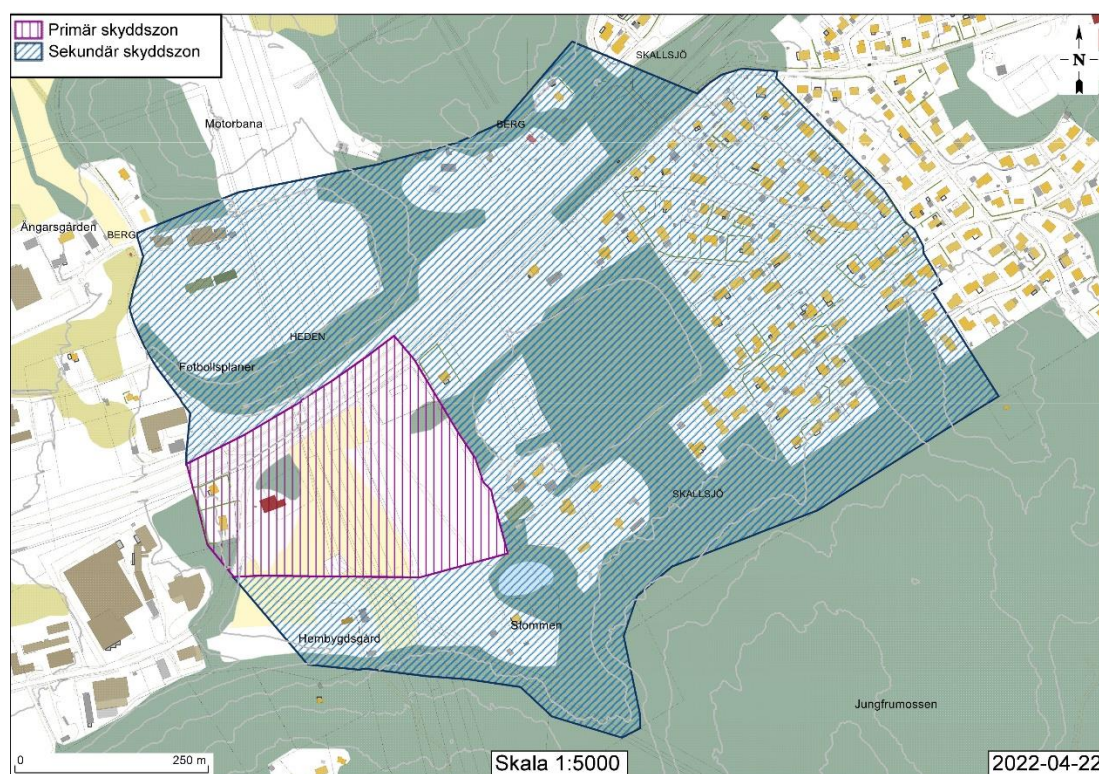 Primär skyddszon
Sekundär skyddszon
SKALLSJÖ
N
Motorbana
BERG
Ängarsgården
BERG
HEDEN
Fotbollsplaner
SKALLSJÖ
Hembygdsgård
Stommen
Jungfrumossen
0 250 m
Skala 1:5000
2022-04-22